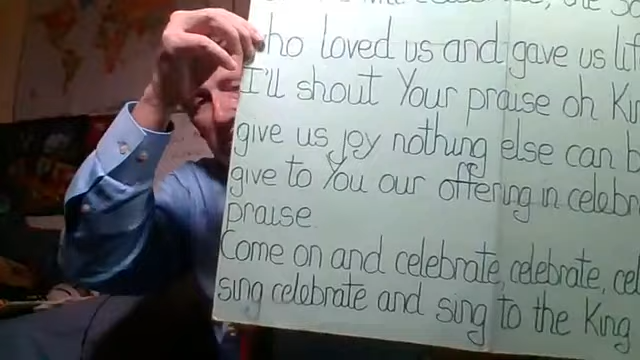 who loved us and gave us
I'll shout Your praise oh
give us joy nothing else can
give to You our offering in
praise.
Come on and celebrate, celebrate,
sing celebrate and sing to the King